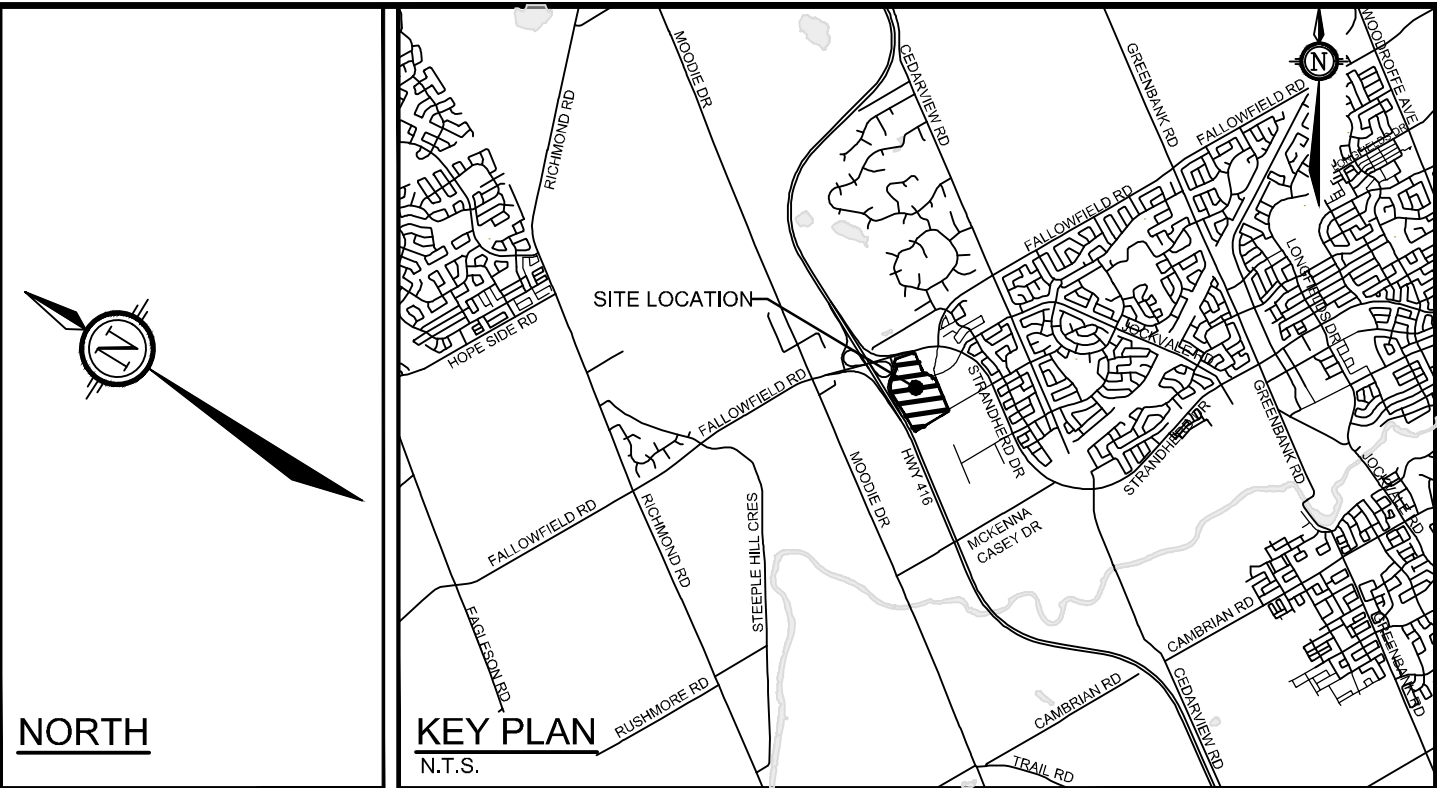 N
NORTH
KEY PLAN
N.T.S.
N
RICHMOND RD
MOODIE DR
CEDARVIEW RD
GREENBANK RD
WOODROFFE AVE
FALLOWFIELD RD
LONGFIELDS DR
FALLOWFIELD RD
LONGFIELDS DR
SITE LOCATION
HOPE SIDE RD
JOCKVALE RD
FALLOWFIELD RD
STRANDHERD DR
GREENBANK RD
STRANDHERD DR
MOODIE DR
HWY 416
JOCKVALE RD
FALLOWFIELD RD
RICHMOND RD
STEEPLE HILL CRES
MCKENNA
CASEY DR
EAGLESON RD
CAMBRIAN RD
GREENBANK RD
RUSHMORE RD
CAMBRIAN RD
CEDARVIEW RD
TRAIL RD